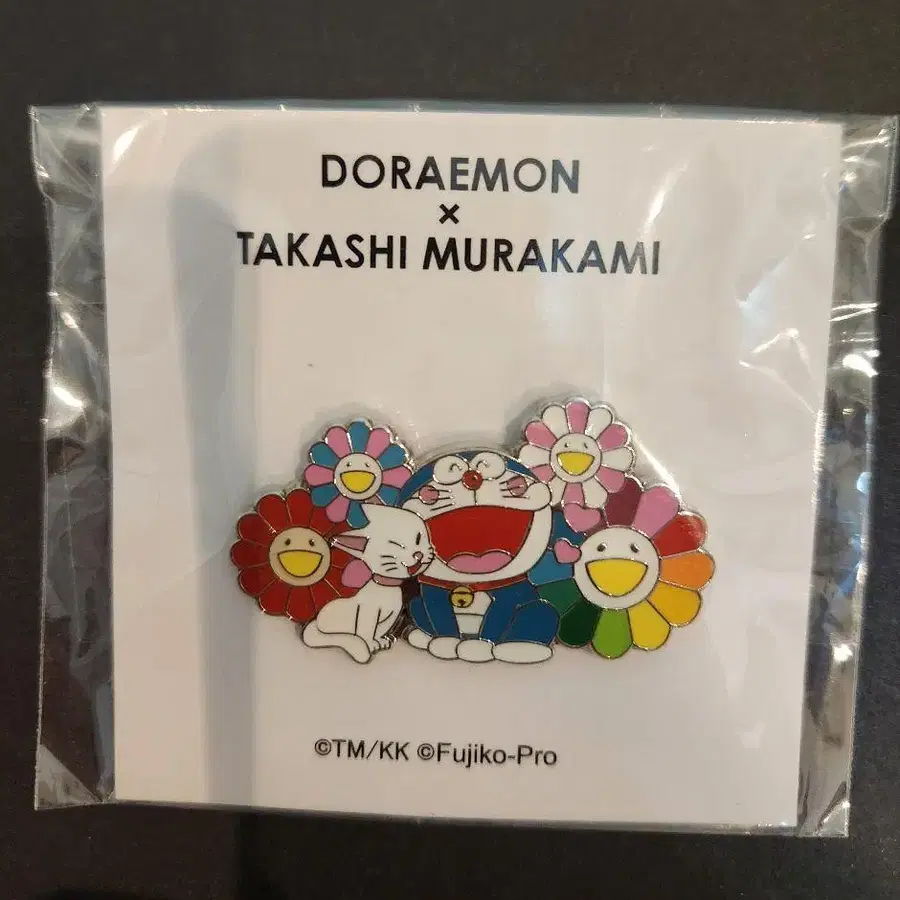 DORAEMON
×
TAKASHI MURAKAMI
©TM/KK ©Fujiko-Pro